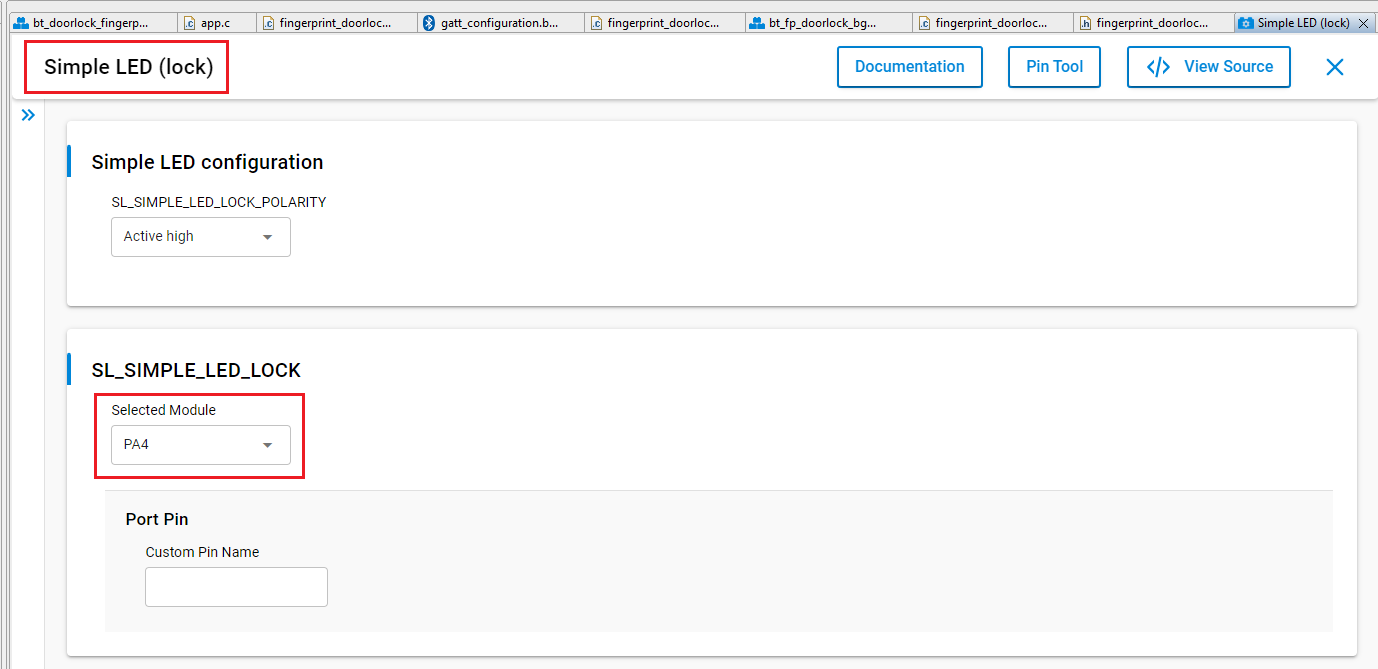 bt_doorlock_fingerp... app.c fingerprint_doorloc... gatt_configuration.b... fingerprint_doorloc... bt_fp_doorlock_bg... fingerprint_doorloc... fingerprint_doorloc... Simple LED (lock)
Simple LED (lock) Documentation Pin Tool </> View Source
Simple LED configuration
SL_SIMPLE_LED_LOCK_POLARITY
Active high
SL_SIMPLE_LED_LOCK
Selected Module
PA4
Port Pin
Custom Pin Name